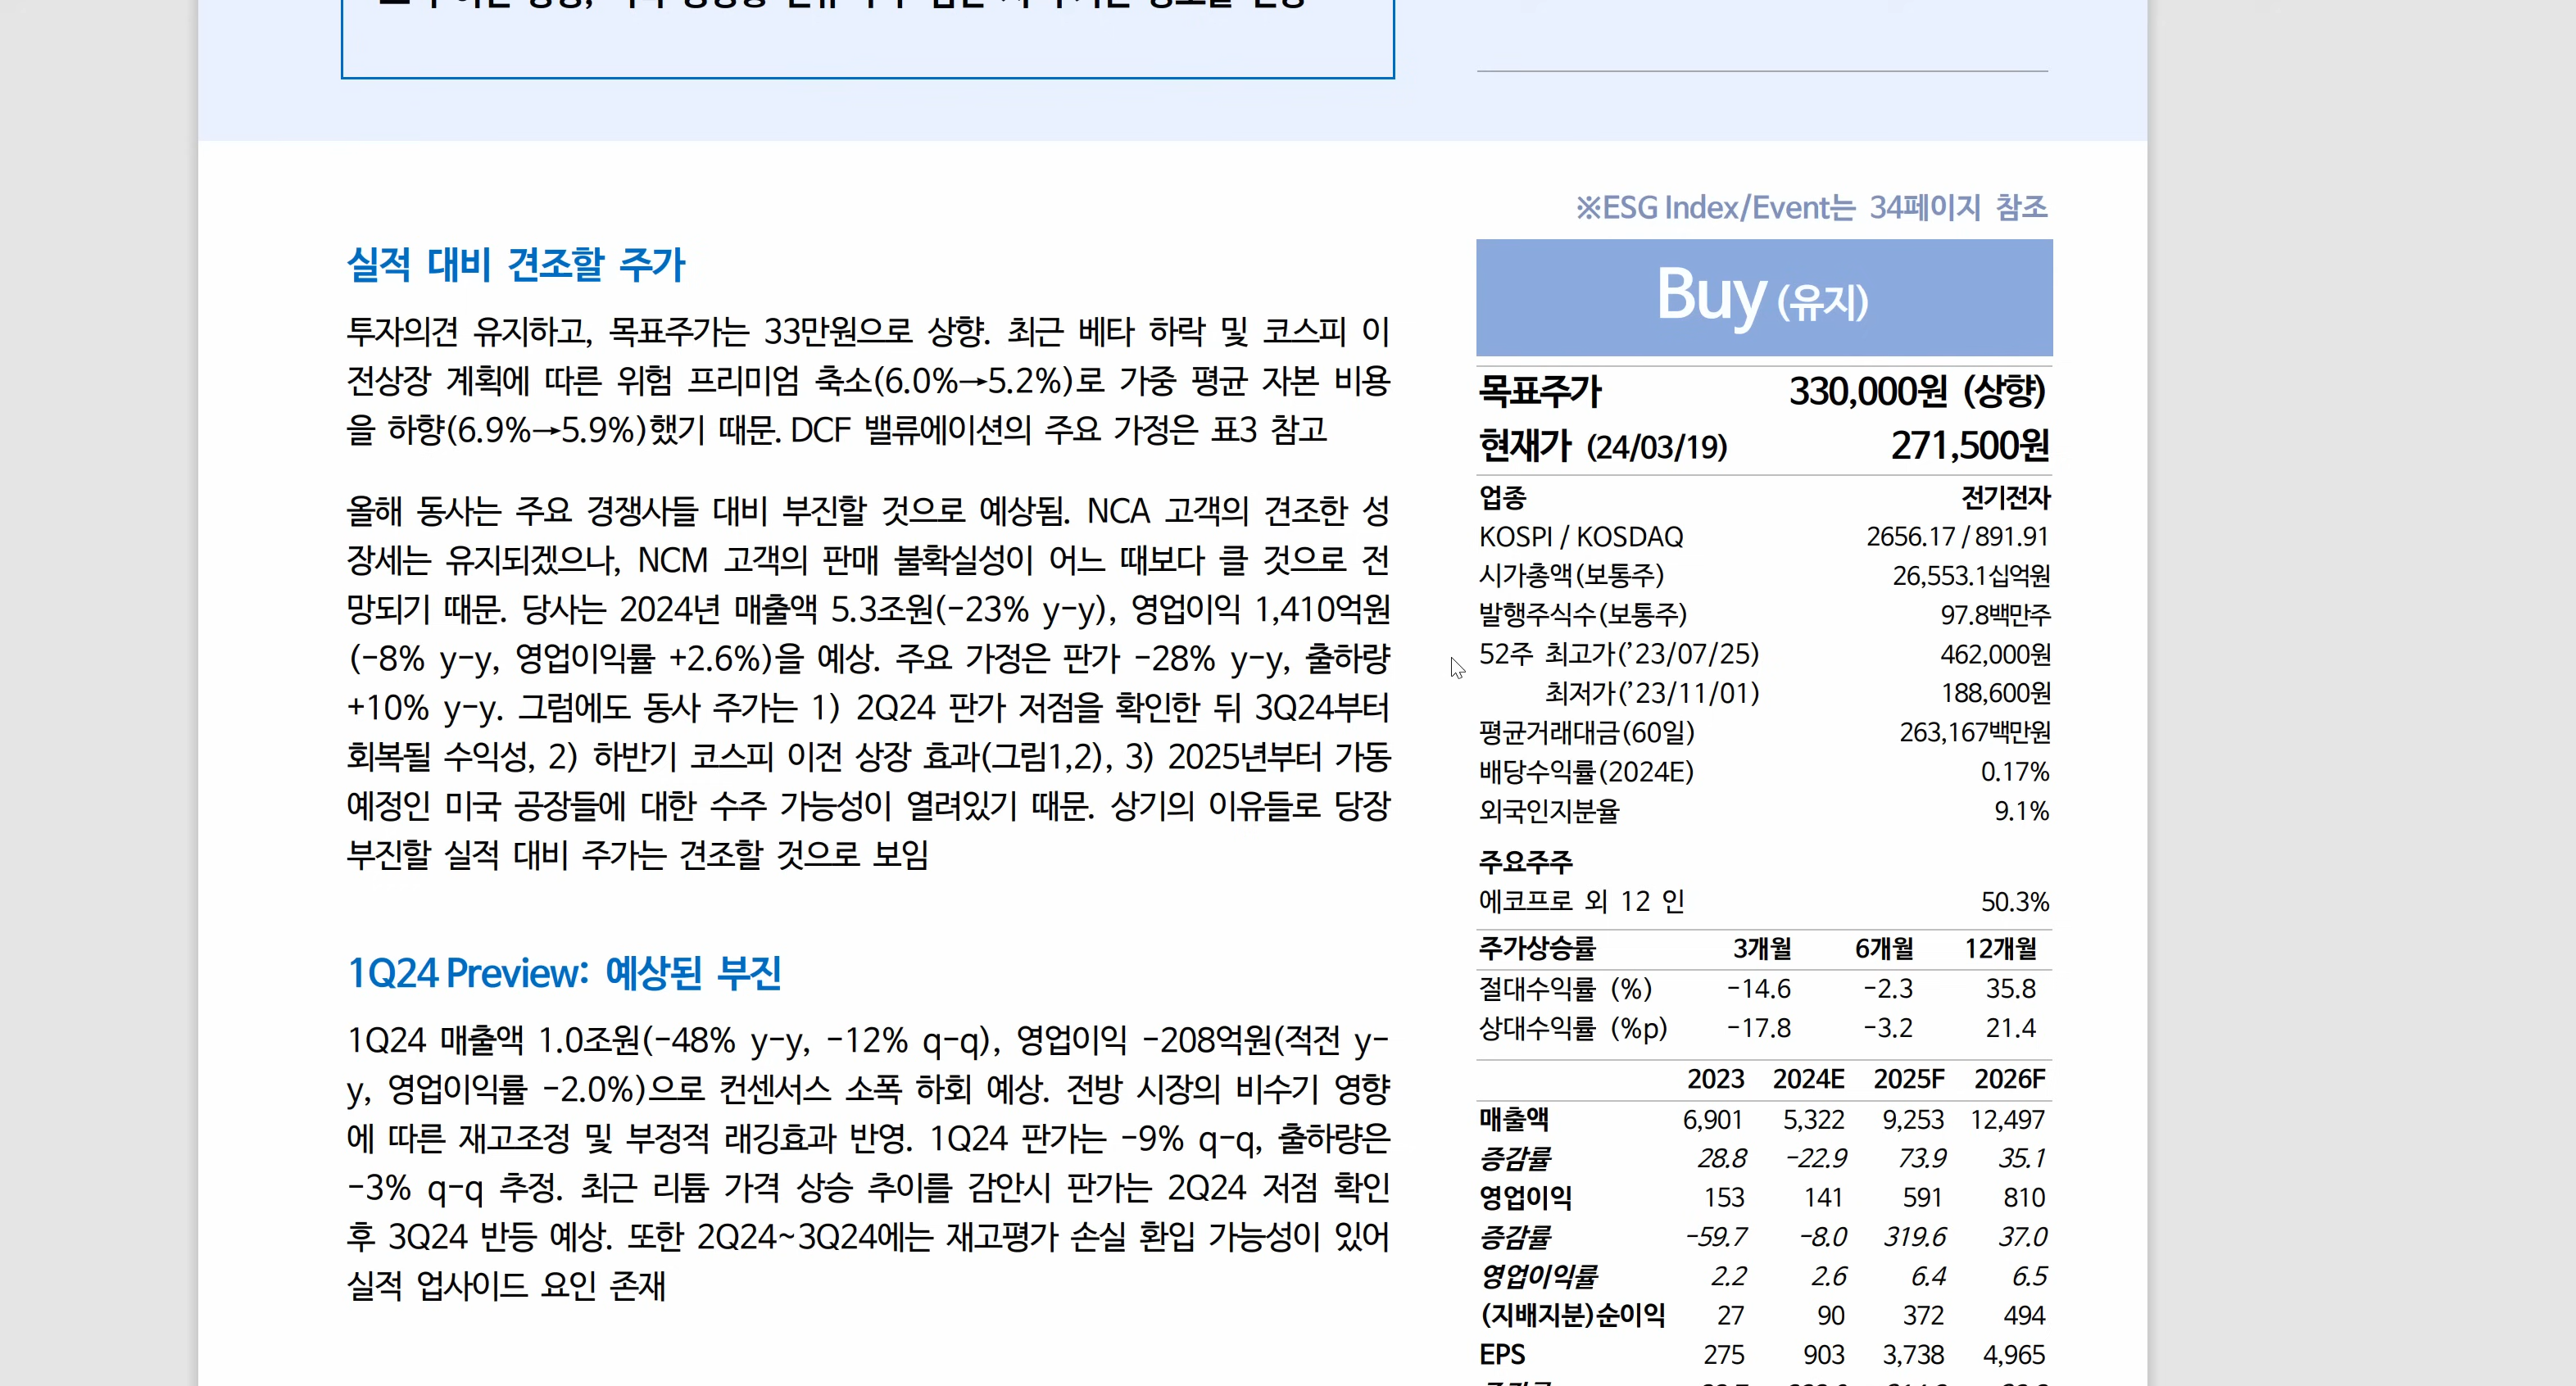 ※ESG Index/Event는 34페이지 참조
실적 대비 견조할 주가
투자의견 유지하고, 목표주가는 33만원으로 상향. 최근 베타 하락 및 코스피 이
전상장 계획에 따른 위험 프리미엄 축소(6.0%→5.2%)로 가중 평균 자본 비용
을 하향(6.9%→5.9%)했기 때문. DCF 밸류에이션의 주요 가정은 표3 참고
올해 동사는 주요 경쟁사들 대비 부진할 것으로 예상됨. NCA 고객의 견조한 성
장세는 유지되겠으나, NCM 고객의 판매 불확실성이 어느 때보다 클 것으로 전
망되기 때문. 당사는 2024년 매출액 5.3조원(-23% y-y), 영업이익 1,410억원
(-8% y-y, 영업이익률 +2.6%)을 예상. 주요 가정은 판가 -28% y-y, 출하량
+10% y-y. 그럼에도 동사 주가는 1) 2Q24 판가 저점을 확인한 뒤 3Q24부터
회복될 수익성, 2) 하반기 코스피 이전 상장 효과(그림1,2), 3) 2025년부터 가동
예정인 미국 공장들에 대한 수주 가능성이 열려있기 때문. 상기의 이유들로 당장
부진할 실적 대비 주가는 견조할 것으로 보임
1Q24 Preview: 예상된 부진
1Q24 매출액 1.0조원(-48% y-y, -12% q-q), 영업이익 -208억원(적전 y-
y, 영업이익률 -2.0%)으로 컨센서스 소폭 하회 예상. 전방 시장의 비수기 영향
에 따른 재고조정 및 부정적 래깅효과 반영. 1Q24 판가는 -9% q-q, 출하량은
-3% q-q 추정. 최근 리튬 가격 상승 추이를 감안시 판가는 2Q24 저점 확인
후 3Q24 반등 예상. 또한 2Q24~3Q24에는 재고평가 손실 환입 가능성이 있어
실적 업사이드 요인 존재
Buy (유지)
목표주가 330,000원 (상향)
현재가 (24/03/19) 271,500원
업종 전기전자
KOSPI / KOSDAQ 2656.17 / 891.91
시가총액(보통주) 26,553.1십억원
발행주식수(보통주) 97.8백만주
52주 최고가('23/07/25) 462,000원
최저가('23/11/01) 188,600원
평균거래대금(60일) 263,167백만원
배당수익률(2024E) 0.17%
외국인지분율 9.1%
주요주주
에코프로 외 12 인 50.3%
주가상승률 3개월 6개월 12개월
절대수익률 (%) -14.6 -2.3 35.8
상대수익률 (%p) -17.8 -3.2 21.4
2023 2024E 2025F 2026F
매출액 6,901 5,322 9,253 12,497
증감률 28.8 -22.9 73.9 35.1
영업이익 153 141 591 810
증감률 -59.7 -8.0 319.6 37.0
영업이익률 2.2 2.6 6.4 6.5
(지배지분)순이익 27 90 372 494
EPS 275 903 3,738 4,965